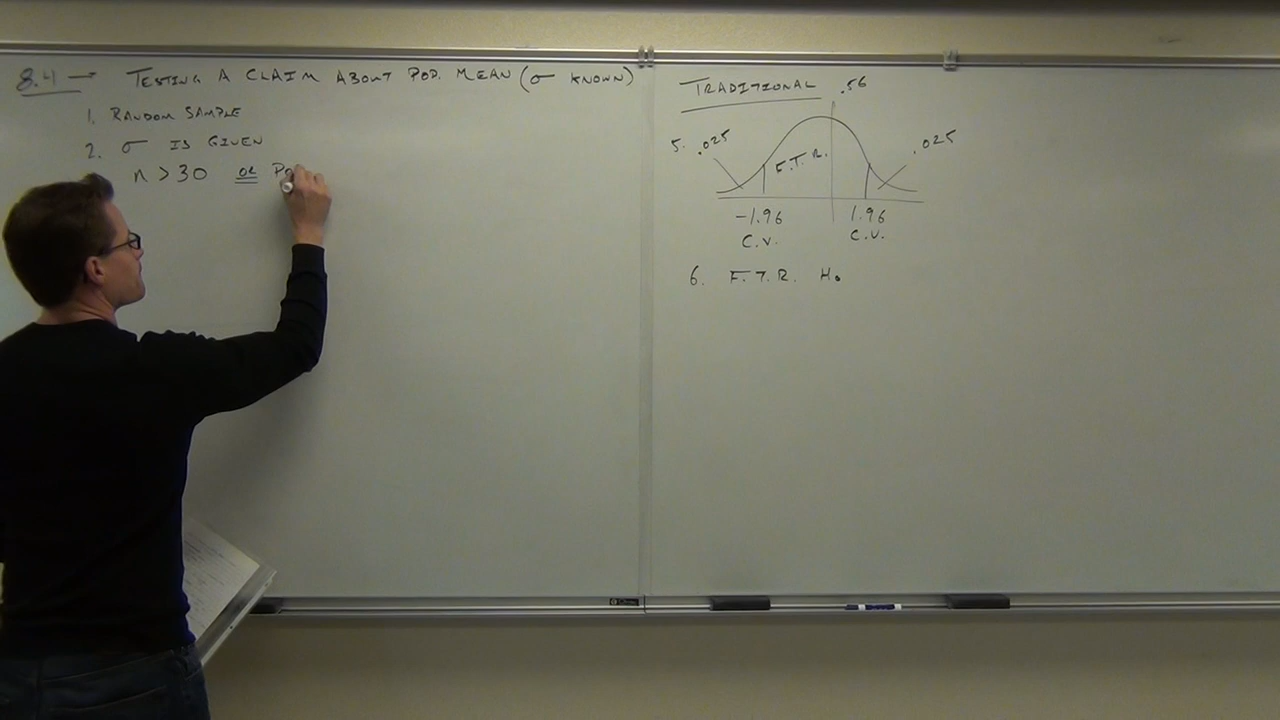 8.4 → TESTING A CLAIM ABOUT POP. MEAN (σ KNOWN)
1. RANDOM SAMPLE
2. σ IS GIVEN
n > 30 OR PO
TRADITIONAL .56
5. .025 F.T.R. .025
-1.96 1.96
C.V. C.V.
6. F.T.R. H₀